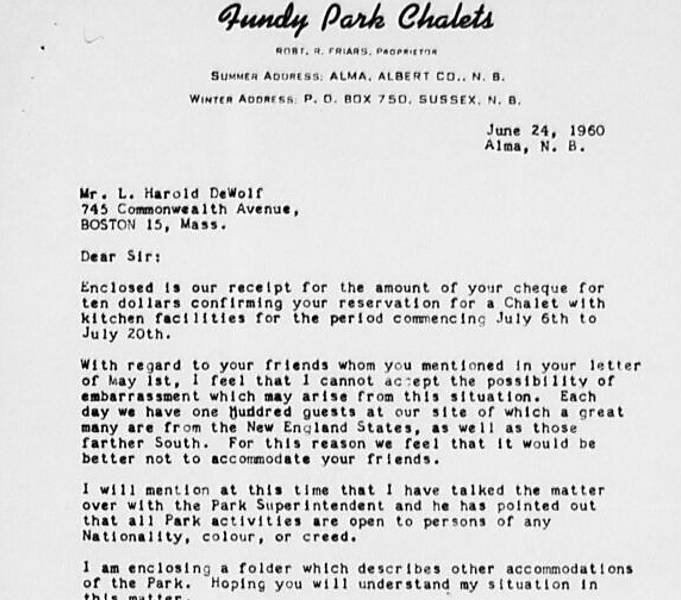 Fundy Park Chalets
ROBT. R. FRIARS, PROPRIETOR
SUMMER ADDRESS: ALMA, ALBERT CO., N. B.
WINTER ADDRESS: P. O. BOX 750, SUSSEX, N. B.
June 24, 1960
Alma, N. B.
Mr. L. Harold DeWolf
745 Commonwealth Avenue,
BOSTON 15, Mass.
Dear Sir:
Enclosed is our receipt for the amount of your cheque for
ten dollars confirming your reservation for a Chalet with
kitchen facilities for the period commencing July 6th to
July 20th.
With regard to your friends whom you mentioned in your letter
of May 1st, I feel that I cannot accept the possibility of
embarrassment which may arise from this situation. Each
day we have one Huddred guests at our site of which a great
many are from the New England States, as well as those
farther South. For this reason we feel that it would be
better not to accommodate your friends.
I will mention at this time that I have talked the matter
over with the Park Superintendent and he has pointed out
that all Park activities are open to persons of any
Nationality, colour, or creed.
I am enclosing a folder which describes other accommodations
of the Park. Hoping you will understand my situation in
this matter.